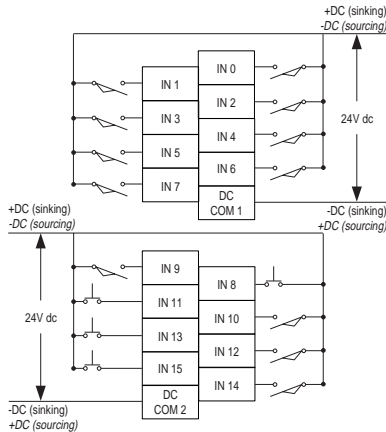 +DC (sinking)
-DC (sourcing)
IN 0
IN 1
IN 2
IN 3
IN 4
24V dc
IN 5
IN 6
IN 7
DC
COM 1
+DC (sinking)
-DC (sourcing)
-DC (sinking)
+DC (sourcing)
IN 9
IN 8
IN 11
24V dc
IN 10
IN 13
IN 12
IN 15
IN 14
DC
COM 2
-DC (sinking)
+DC (sourcing)